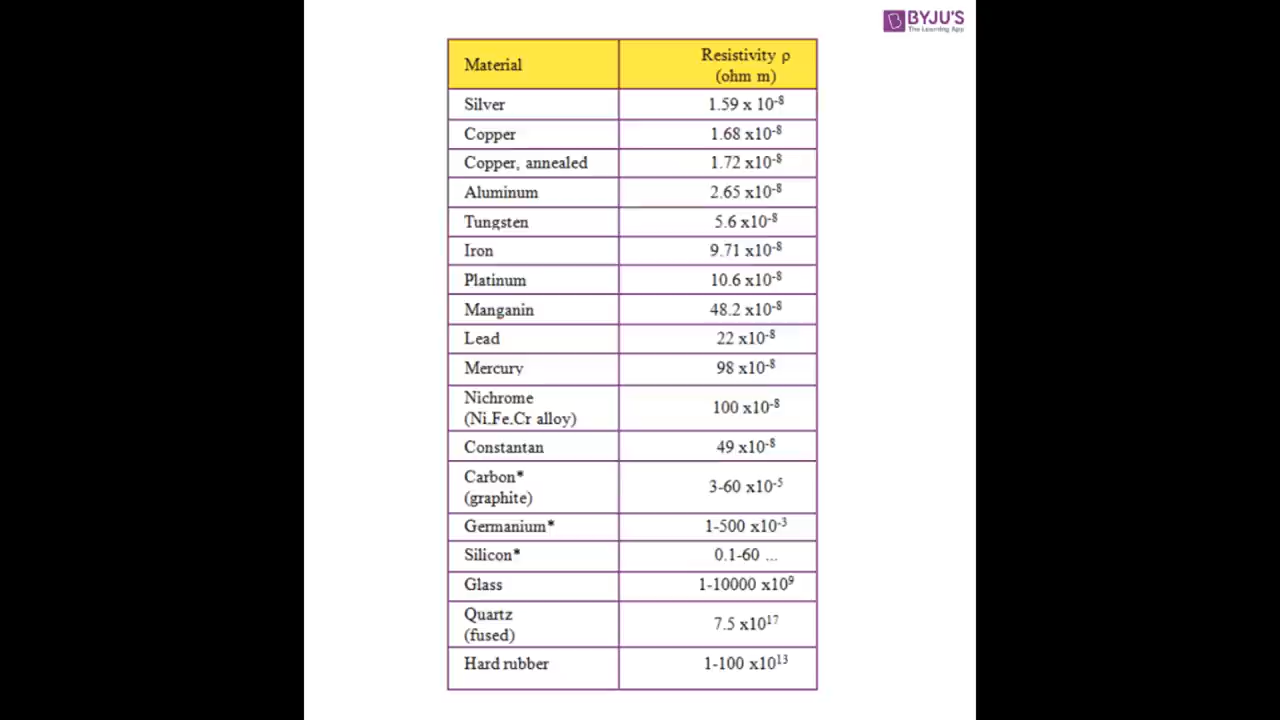 BYJU'S
The Learning App
Material Resistivity ρ
(ohm m)
Silver 1.59 x 10⁻⁸
Copper 1.68 x10⁻⁸
Copper, annealed 1.72 x10⁻⁸
Aluminum 2.65 x10⁻⁸
Tungsten 5.6 x10⁻⁸
Iron 9.71 x10⁻⁸
Platinum 10.6 x10⁻⁸
Manganin 48.2 x10⁻⁸
Lead 22 x10⁻⁸
Mercury 98 x10⁻⁸
Nichrome
(Ni.Fe.Cr alloy) 100 x10⁻⁸
Constantan 49 x10⁻⁸
Carbon*
(graphite) 3-60 x10⁻⁵
Germanium* 1-500 x10⁻³
Silicon* 0.1-60 ...
Glass 1-10000 x10⁹
Quartz
(fused) 7.5 x10¹⁷
Hard rubber 1-100 x10¹³